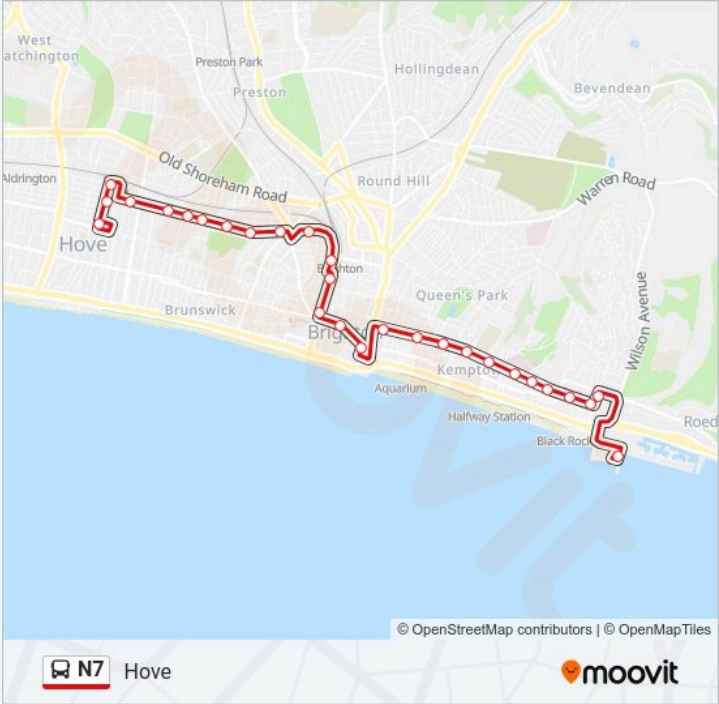 West
atchington
Preston Park
Hollingdean
Preston
Bevendean
Aldrington
Old Shoreham Road
Round Hill
Warren Road
Hove
Brighton
Queen's Park
Wilson Avenue
Brunswick
Brighton
Kemptown
Aquarium
Halfway Station
Roed
Black Rock
© OpenStreetMap contributors | © OpenMapTiles
N7 Hove
moovit